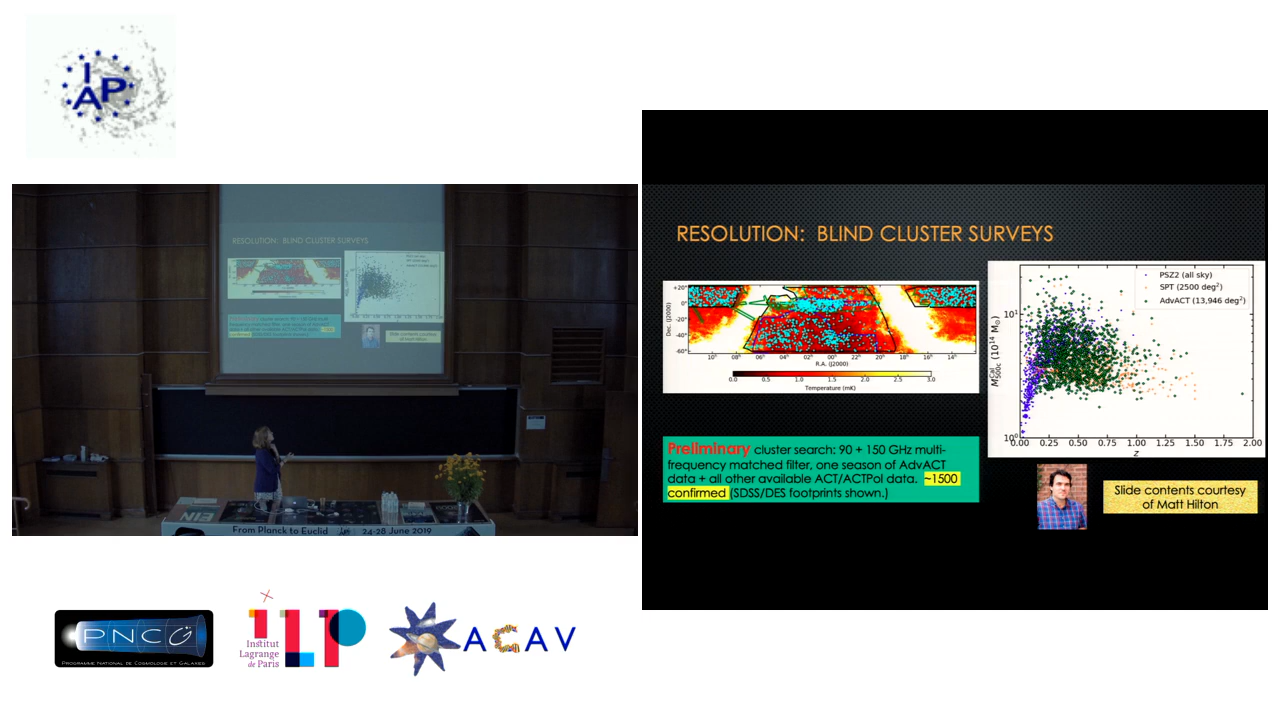 IAP
RESOLUTION: BLIND CLUSTER SURVEYS
From Planck to Euclid 24-28 June 2019
RESOLUTION: BLIND CLUSTER SURVEYS
+20°
0°
-20°
-40°
-60°
Dec. (J2000)
10ʰ 08ʰ 06ʰ 04ʰ 02ʰ 00ʰ 22ʰ 20ʰ 18ʰ 16ʰ 14ʰ
R.A. (J2000)
0.0 0.5 1.0 1.5 2.0 2.5 3.0
Temperature (mK)
PSZ2 (all sky)
SPT (2500 deg²)
AdvACT (13,946 deg²)
10¹
10⁰
0.00 0.25 0.50 0.75 1.00 1.25 1.50 1.75 2.00
z
Preliminary cluster search: 90 + 150 GHz multi-
frequency matched filter, one season of AdvACT
data + all other available ACT/ACTPol data. ~1500
confirmed (SDSS/DES footprints shown.)
Slide contents courtesy
of Matt Hilton
PNCG
PROGRAMME NATIONAL DE COSMOLOGIE ET GALAXIES
ILP
Institut
Lagrange
de Paris
ACAV